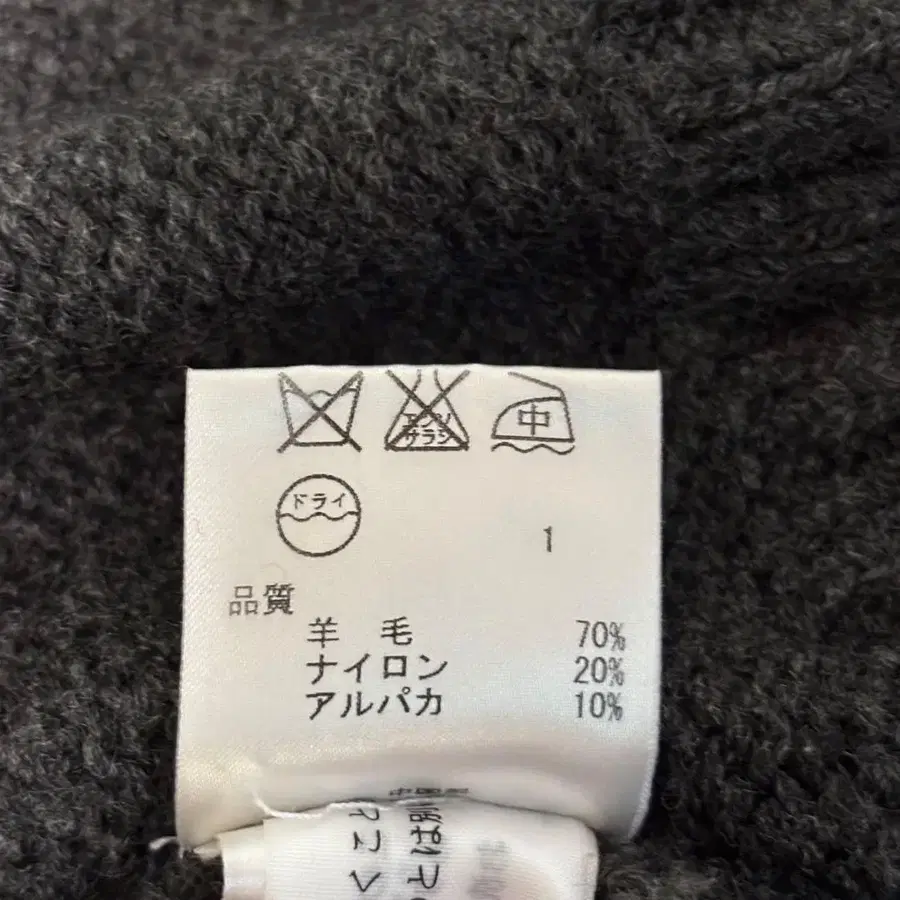 エンソ
サラシ
中
ドライ
1
品質
羊 毛 70%
ナイロン 20%
アルパカ 10%